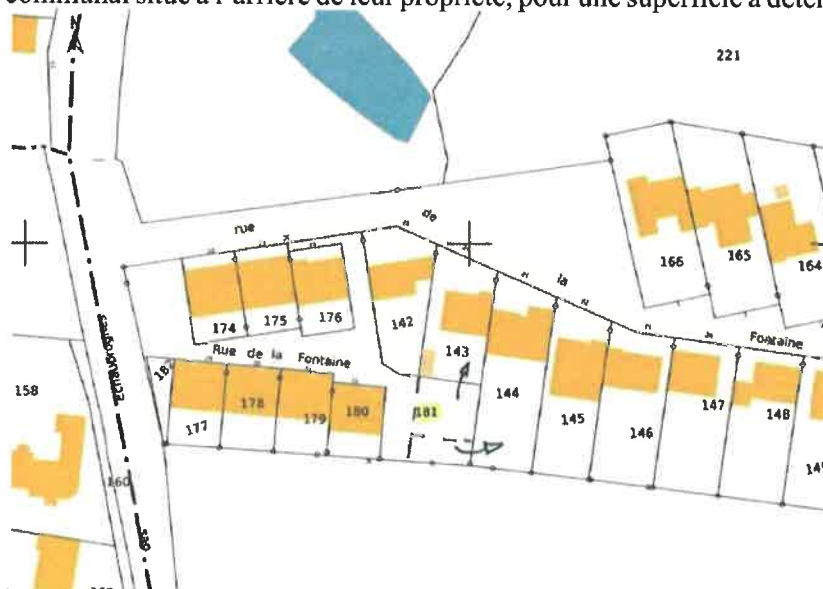 communal situé à l'arrière de leur propriété, pour une superficie à déter
N
221
rue
de
la
166
165
164
174
175
176
142
143
Rue de la Fontaine
Fontaine
158
Echaubrognes
177
178
179
180
181
144
145
146
147
148
160
des